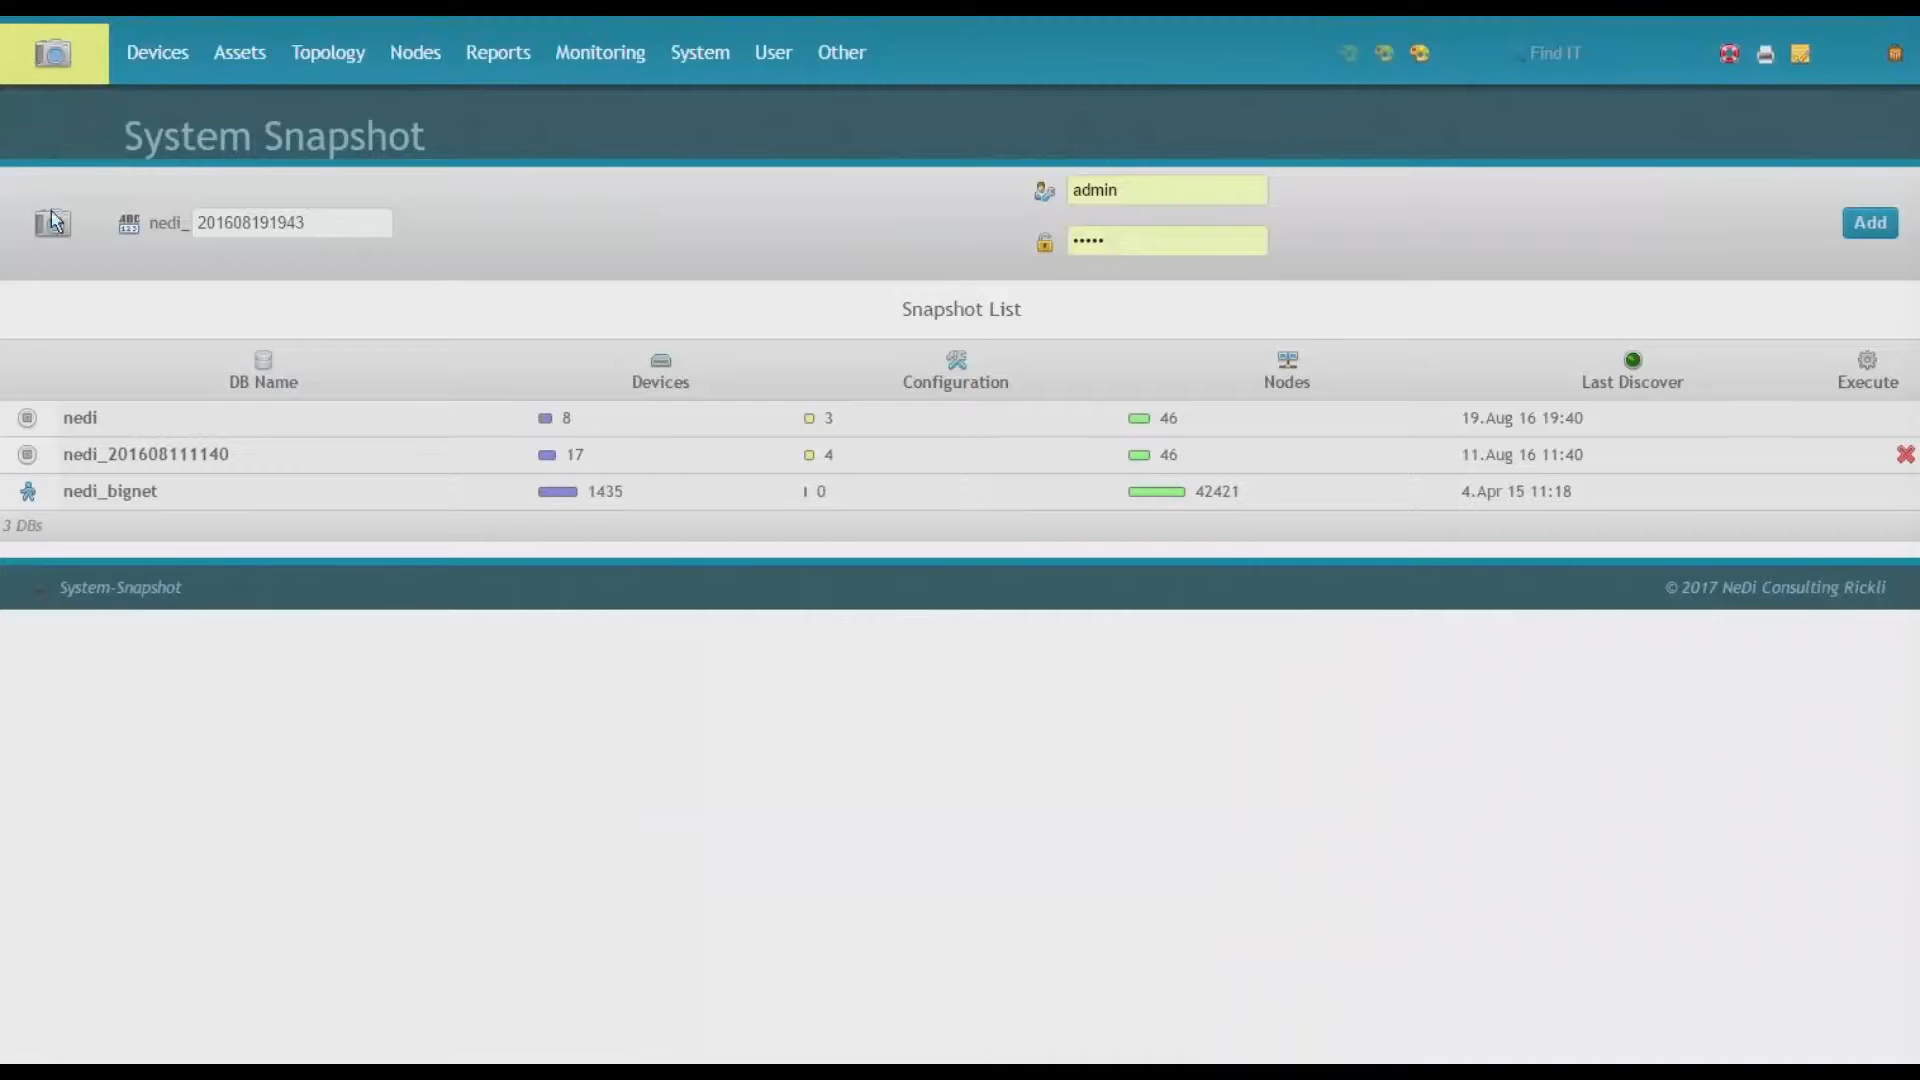 Devices Assets Topology Nodes Reports Monitoring System User Other Find IT
System Snapshot
admin
ABC 123 nedi_ 201608191943 Add
•••••
Snapshot List
DB Name Devices Configuration Nodes Last Discover Execute
nedi 8 3 46 19.Aug 16 19:40
nedi_201608111140 17 4 46 11.Aug 16 11:40
nedi_bignet 1435 0 42421 4.Apr 15 11:18
3 DBs
System-Snapshot © 2017 NeDi Consulting Rickli